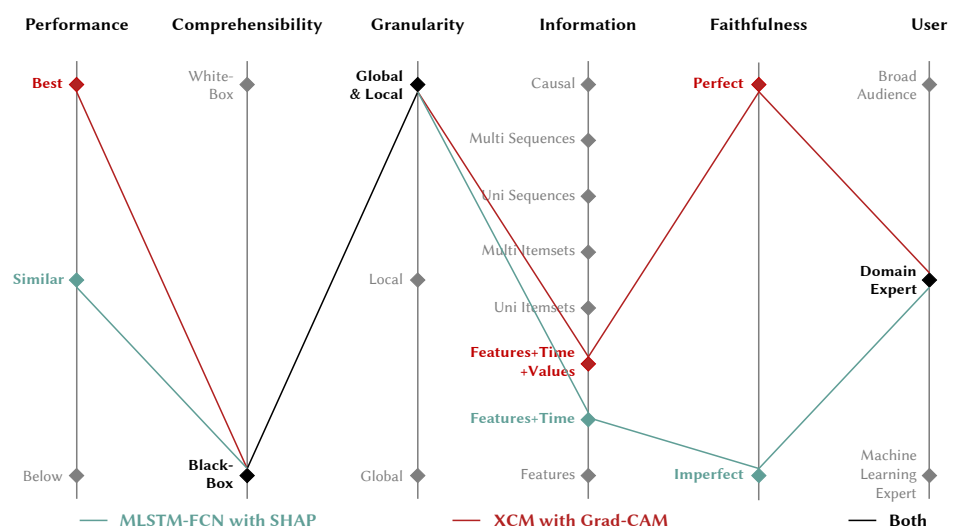 Performance
Comprehensibility
Granularity
Information
Faithfulness
User
Best
Similar
Below
White-
Box
Black-
Box
Global
& Local
Local
Global
Causal
Multi Sequences
Uni Sequences
Multi Itemsets
Uni Itemsets
Features+Time
+Values
Features+Time
Features
Perfect
Imperfect
Broad
Audience
Domain
Expert
Machine
Learning
Expert
MLSTM-FCN with SHAP
XCM with Grad-CAM
Both